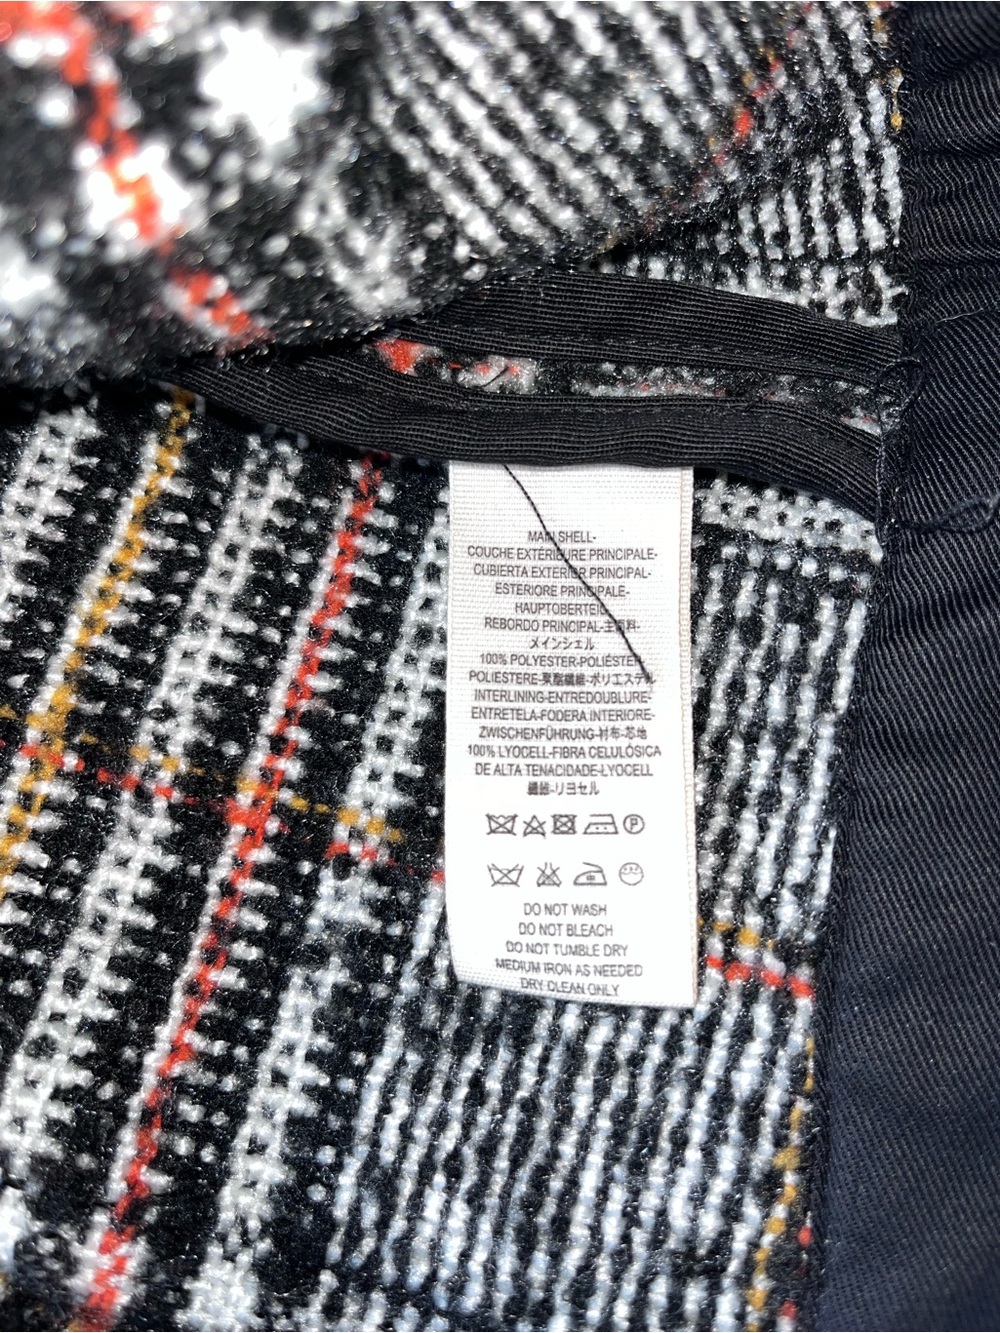 MAIN SHELL-
COUCHE EXTÉRIEURE PRINCIPALE-
CUBIERTA EXTERIOR PRINCIPAL-
ESTERIORE PRINCIPALE-
HAUPTOBERTEIL
REBORDO PRINCIPAL-主面料-
メインシェル
100% POLYESTER-POLIÉSTER
POLIESTERE-聚酯纖維-ポリエステル
INTERLINING-ENTREDOUBLURE-
ENTRETELA-FODERA INTERIORE-
ZWISCHENFÜHRUNG-衬布-芯地
100% LYOCELL-FIBRA CELULÓSICA
DE ALTA TENACIDADE-LYOCELL
リヨセル
P
DO NOT WASH
DO NOT BLEACH
DO NOT TUMBLE DRY
MEDIUM IRON AS NEEDED
DRY CLEAN ONLY